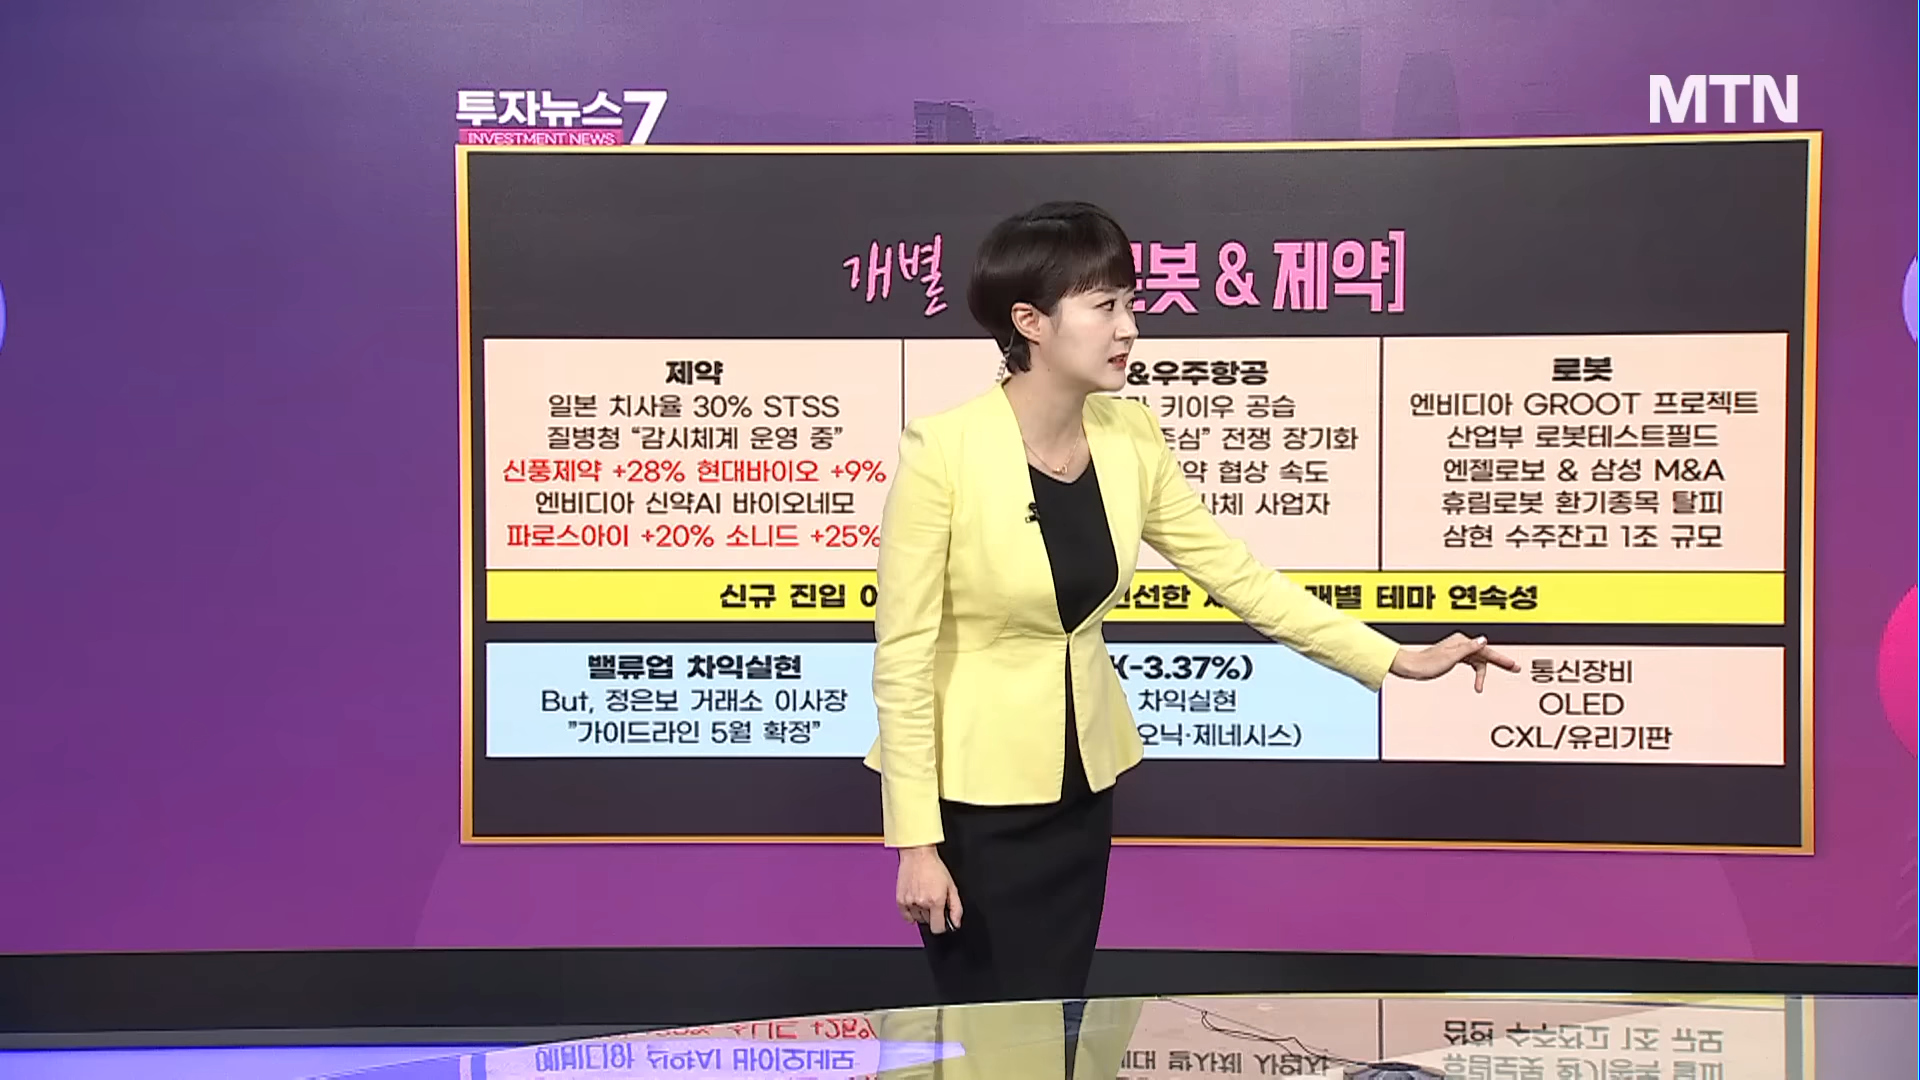 MTN
투자뉴스7
INVESTMENT NEWS
개별 로봇 & 제약]
제약
일본 치사율 30% STSS
질병청 "감시체계 운영 중"
신풍제약 +28% 현대바이오 +9%
엔비디아 신약AI 바이오네모
파로스아이 +20% 소니드 +25%
&우주항공
키이우 공습
전쟁 장기화
협상 속도
사업자
로봇
엔비디아 GROOT 프로젝트
산업부 로봇테스트필드
엔젤로보 & 삼성 M&A
휴림로봇 환기종목 탈피
삼현 수주잔고 1조 규모
신규 진입 개별 테마 연속성
밸류업 차익실현
But, 정은보 거래소 이사장
"가이드라인 5월 확정"
(-3.37%)
차익실현
오닉·제네시스)
통신장비
OLED
CXL/유리기판